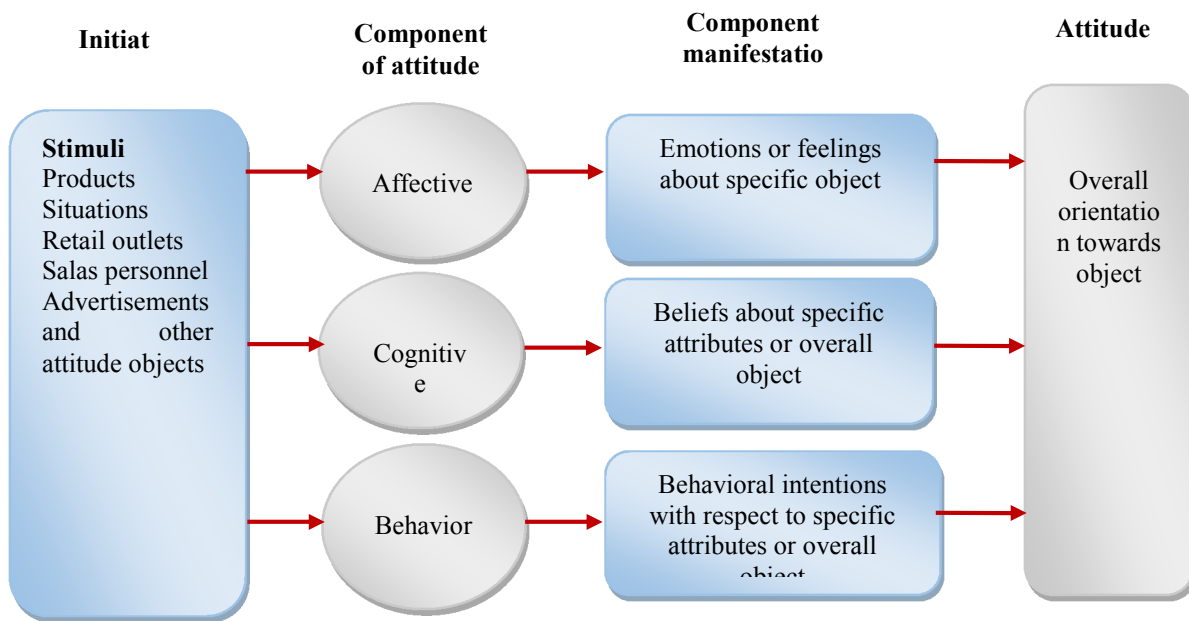 Initiat
Component
of attitude
Component
manifestatio
Attitude
Stimuli
Products
Situations
Retail outlets
Salas personnel
Advertisements
and other
attitude objects
Affective
Emotions or feelings
about specific object
Overall
orientatio
n towards
object
Cognitiv
e
Beliefs about specific
attributes or overall
object
Behavior
Behavioral intentions
with respect to specific
attributes or overall
object